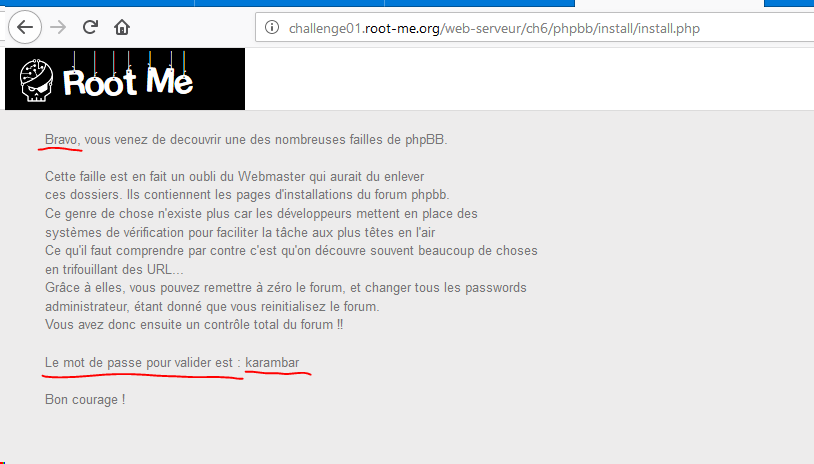 challenge01.root-me.org/web-serveur/ch6/phpbb/install/install.php
Root Me
Bravo, vous venez de decouvrir une des nombreuses failles de phpBB.
Cette faille est en fait un oubli du Webmaster qui aurait du enlever
ces dossiers. Ils contiennent les pages d'installations du forum phpbb.
Ce genre de chose n'existe plus car les développeurs mettent en place des
systèmes de vérification pour faciliter la tâche aux plus têtes en l'air
Ce qu'il faut comprendre par contre c'est qu'on découvre souvent beaucoup de choses
en trifouillant des URL...
Grâce à elles, vous pouvez remettre à zéro le forum, et changer tous les passwords
administrateur, étant donné que vous reinitialisez le forum.
Vous avez donc ensuite un contrôle total du forum !!
Le mot de passe pour valider est : karambar
Bon courage !